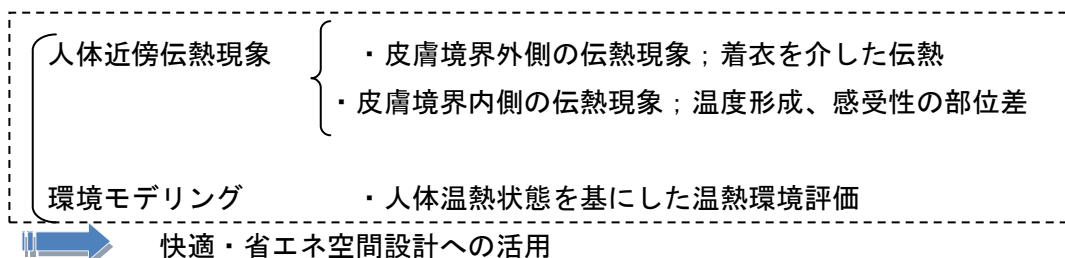 人体近傍伝熱現象 ・皮膚境界外側の伝熱現象；着衣を介した伝熱
・皮膚境界内側の伝熱現象；温度形成、感受性の部位差
環境モデリング ・人体温熱状態を基にした温熱環境評価
快適・省エネ空間設計への活用